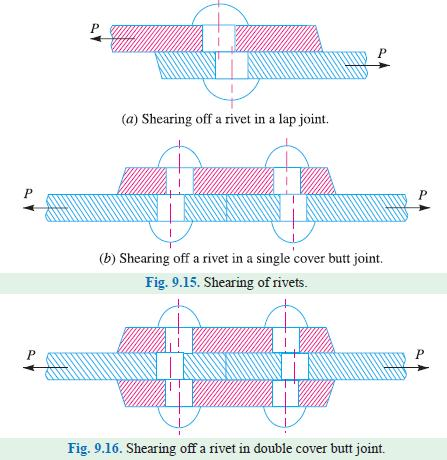 P
P
(a) Shearing off a rivet in a lap joint.
P
P
(b) Shearing off a rivet in a single cover butt joint.
Fig. 9.15. Shearing of rivets.
P
P
Fig. 9.16. Shearing off a rivet in double cover butt joint.